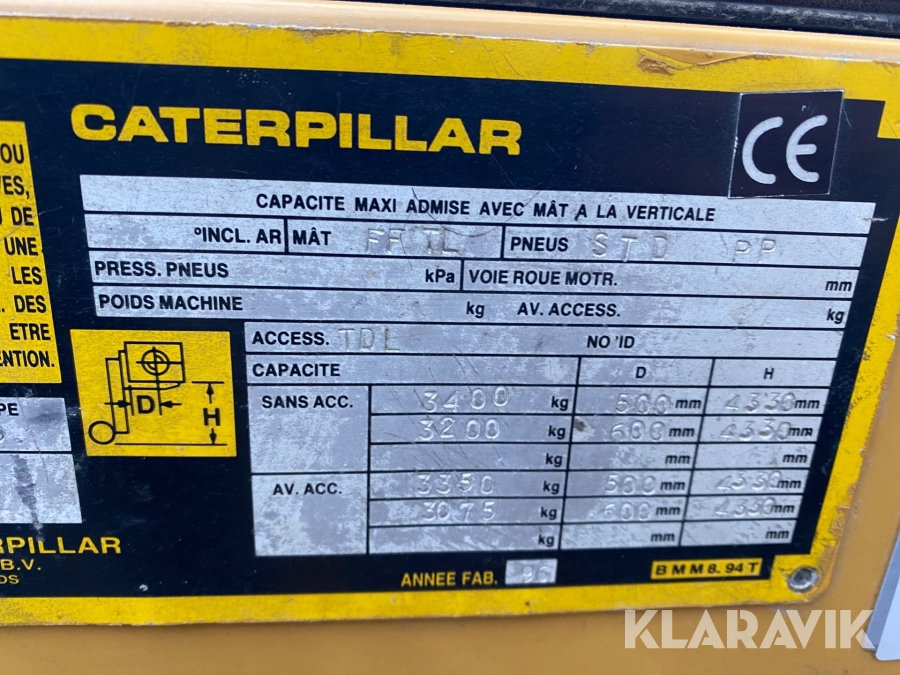 CATERPILLAR
CE
CAPACITE MAXI ADMISE AVEC MÂT A LA VERTICALE
°INCL. AR MÂT FFTL PNEUS STD PP
PRESS. PNEUS kPa VOIE ROUE MOTR. mm
POIDS MACHINE kg AV. ACCESS. kg
ACCESS. TDL NO 'ID
CAPACITE D H
SANS ACC. 3400 kg 500 mm 4330 mm
3200 kg 600 mm 4330 mm
kg mm mm
AV. ACC. 3350 kg 500 mm 4330 mm
3075 kg 600 mm 4330 mm
kg mm mm
ANNEE FAB. 96 BMM8. 94 T
D H
OU
VES,
U DE
UNE
LES
. DES
ETRE
ENTION.
PE
RPILLAR
B.V.
DS
KLARAVIK